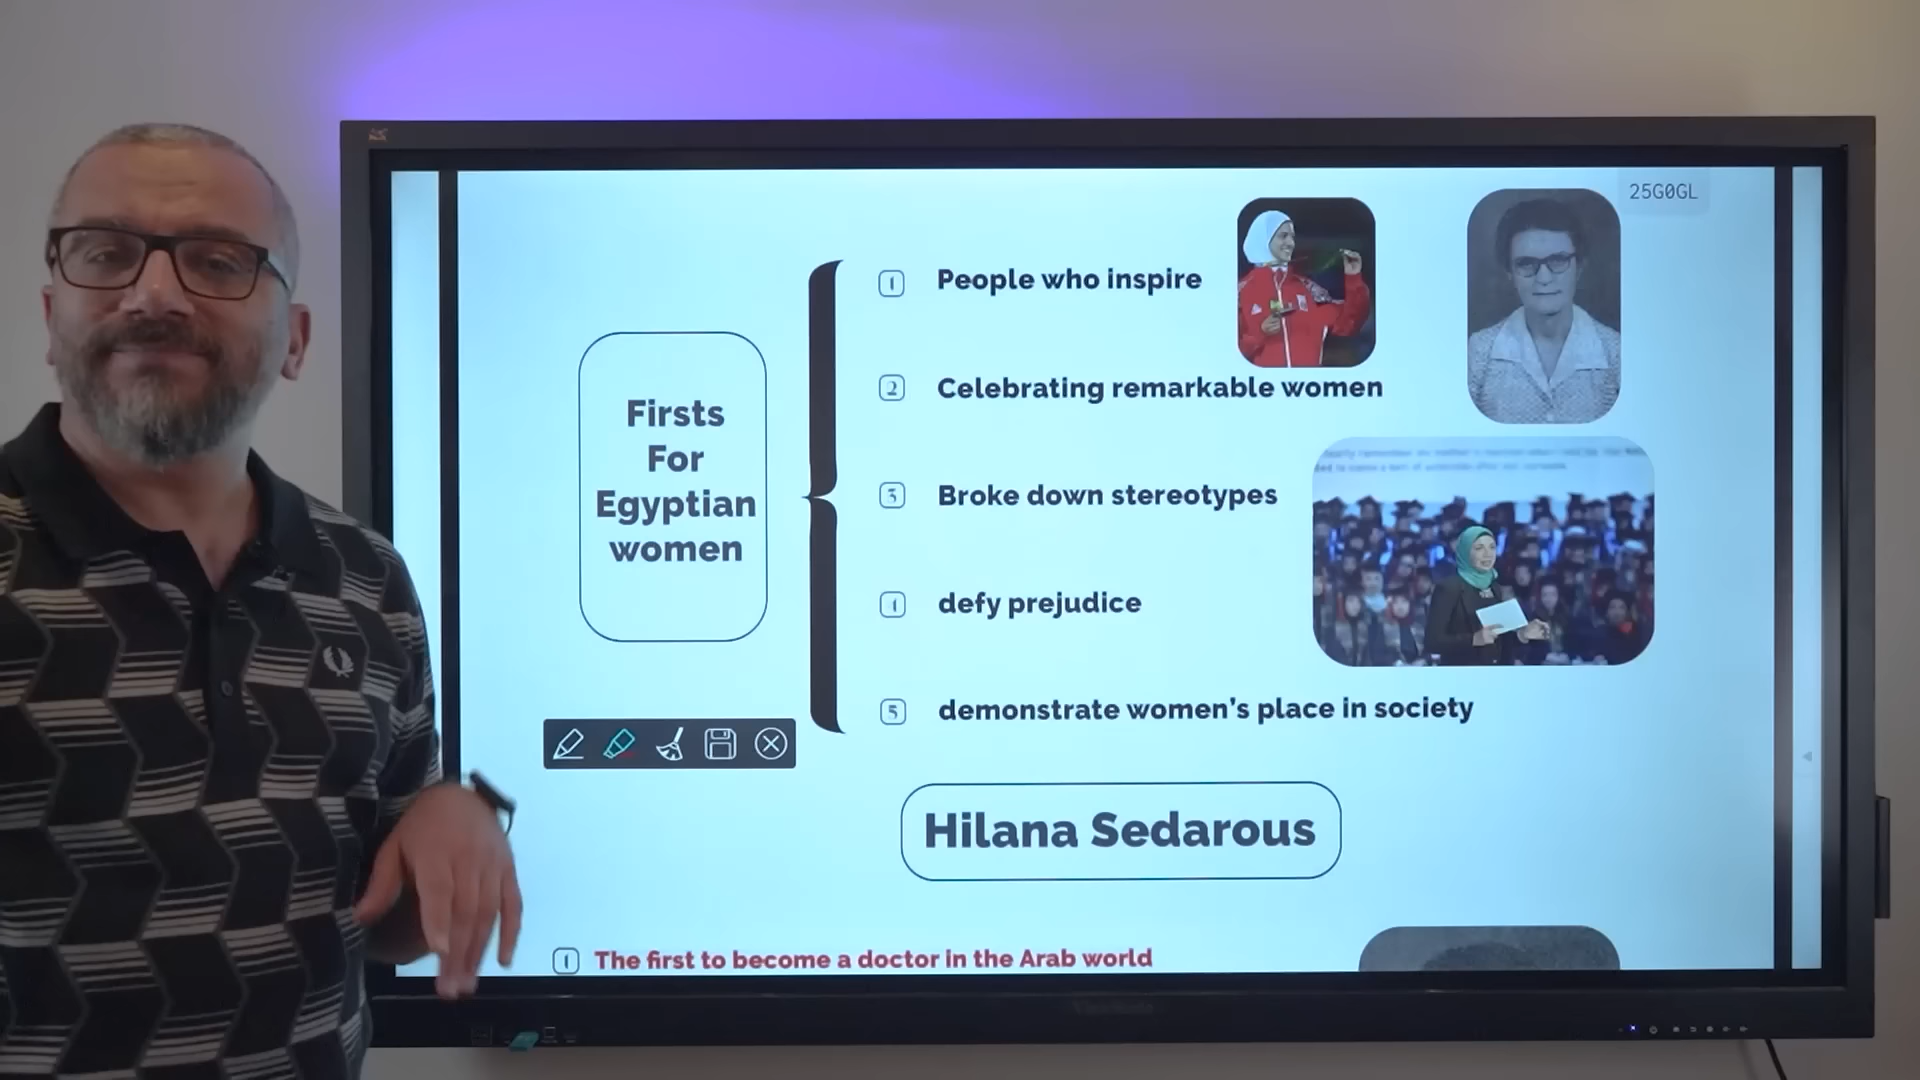 25G0GL
Firsts
For
Egyptian
women
1 People who inspire
2 Celebrating remarkable women
3 Broke down stereotypes
4 defy prejudice
5 demonstrate women's place in society
Hilana Sedarous
1 The first to become a doctor in the Arab world